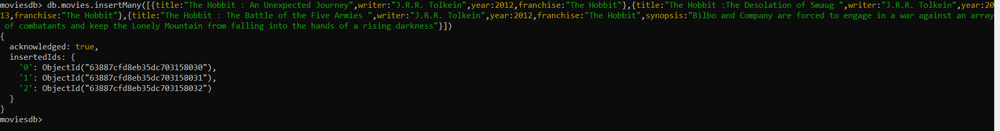 moviesdb> db.movies.insertMany([{title:"The Hobbit : An Unexpected Journey",writer:"J.R.R. Tolkein",year:2012,franchise:"The Hobbit"},{title:"The Hobbit :The Desolation of Smaug ",writer:"J.R.R. Tolkein",year:20
13,franchise:"The Hobbit"},{title:"The Hobbit : The Battle of the Five Armies ",writer:"J.R.R. Tolkein",year:2012,franchise:"The Hobbit",synopsis:"Bilbo and Company are forced to engage in a war against an array
 of combatants and keep the Lonely Mountain from falling into the hands of a rising darkness"}])
{
  acknowledged: true,
  insertedIds: {
    '0': ObjectId("63887cfd8eb35dc703158030"),
    '1': ObjectId("63887cfd8eb35dc703158031"),
    '2': ObjectId("63887cfd8eb35dc703158032")
  }
}
moviesdb>